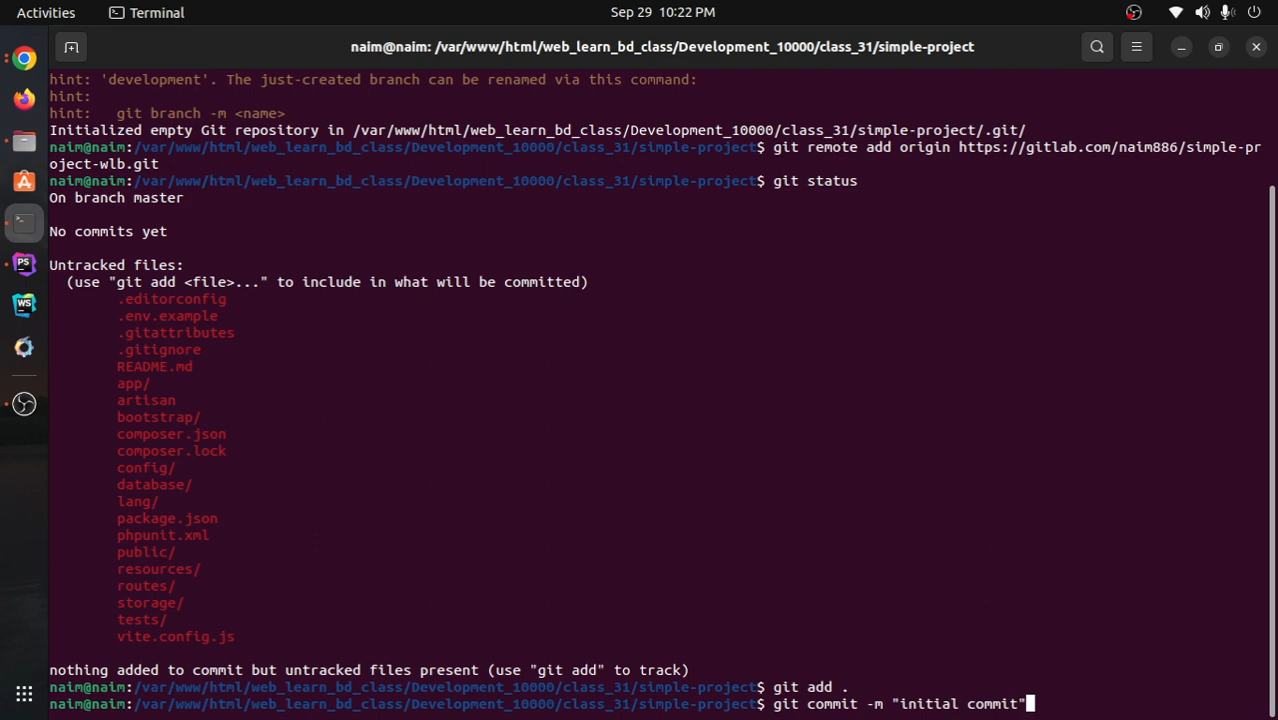 Activities Terminal Sep 29 10:22 PM
naim@naim: /var/www/html/web_learn_bd_class/Development_10000/class_31/simple-project
hint: 'development'. The just-created branch can be renamed via this command:
hint:
hint:   git branch -m <name>
Initialized empty Git repository in /var/www/html/web_learn_bd_class/Development_10000/class_31/simple-project/.git/
naim@naim:/var/www/html/web_learn_bd_class/Development_10000/class_31/simple-project$ git remote add origin https://gitlab.com/naim886/simple-pr
oject-wlb.git
naim@naim:/var/www/html/web_learn_bd_class/Development_10000/class_31/simple-project$ git status
On branch master
No commits yet
Untracked files:
  (use "git add <file>..." to include in what will be committed)
.editorconfig
.env.example
.gitattributes
.gitignore
README.md
app/
artisan
bootstrap/
composer.json
composer.lock
config/
database/
lang/
package.json
phpunit.xml
public/
resources/
routes/
storage/
tests/
vite.config.js
nothing added to commit but untracked files present (use "git add" to track)
naim@naim:/var/www/html/web_learn_bd_class/Development_10000/class_31/simple-project$ git add .
naim@naim:/var/www/html/web_learn_bd_class/Development_10000/class_31/simple-project$ git commit -m "initial commit"
PS
WS